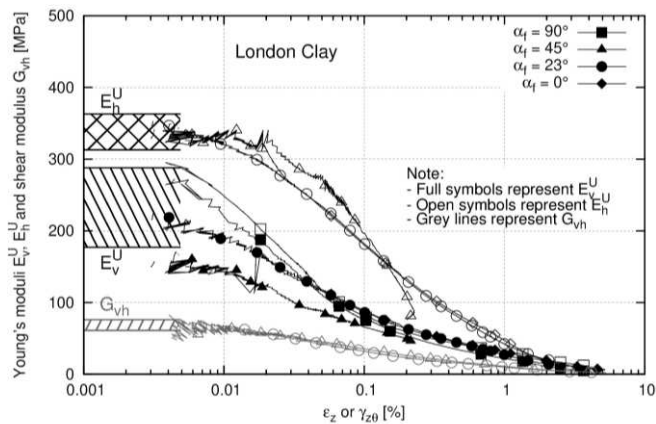 Young's moduli E_v^U, E_h^U and shear modulus G_vh [MPa]
500
400
300
200
100
0
London Clay
α_f = 90°
α_f = 45°
α_f = 23°
α_f = 0°
E_h^U
E_v^U
G_vh
Note:
- Full symbols represent E_v^U
- Open symbols represent E_h^U
- Grey lines represent G_vh
0.001 0.01 0.1 1 10
ε_z or γ_zθ [%]